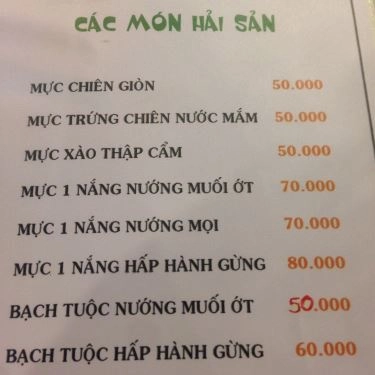 CÁC MÓN HẢI SẢN
MỰC CHIÊN GIÒN 50.000
MỰC TRỨNG CHIÊN NƯỚC MẮM 50.000
MỰC XÀO THẬP CẨM 50.000
MỰC 1 NẮNG NƯỚNG MUỐI ỚT 70.000
MỰC 1 NẮNG NƯỚNG MỌI 70.000
MỰC 1 NẮNG HẤP HÀNH GỪNG 80.000
BẠCH TUỘC NƯỚNG MUỐI ỚT 50.000
BẠCH TUỘC HẤP HÀNH GỪNG 60.000